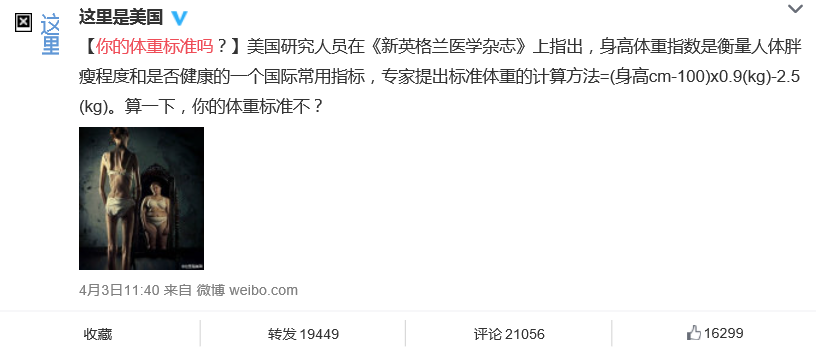 这里
这里是美国
【你的体重标准吗？】美国研究人员在《新英格兰医学杂志》上指出，身高体重指数是衡量人体胖
瘦程度和是否健康的一个国际常用指标，专家提出标准体重的计算方法=(身高cm-100)x0.9(kg)-2.5
(kg)。算一下，你的体重标准不？
4月3日11:40 来自 微博 weibo.com
收藏
转发 19449
评论 21056
16299